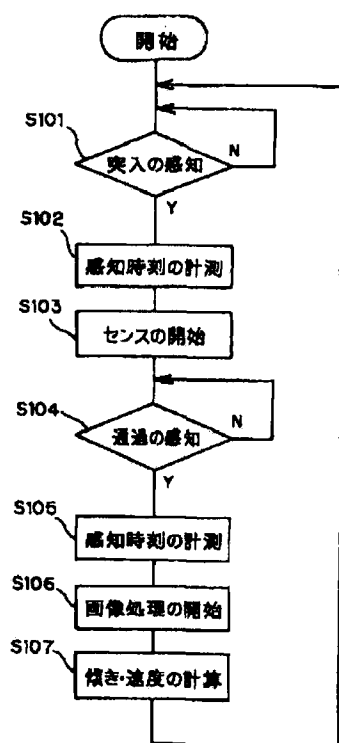 開始
S101
突入の感知
N
Y
S102
感知時刻の計測
S103
センスの開始
S104
通過の感知
N
Y
S105
感知時刻の計測
S106
画像処理の開始
S107
傾き・速度の計算